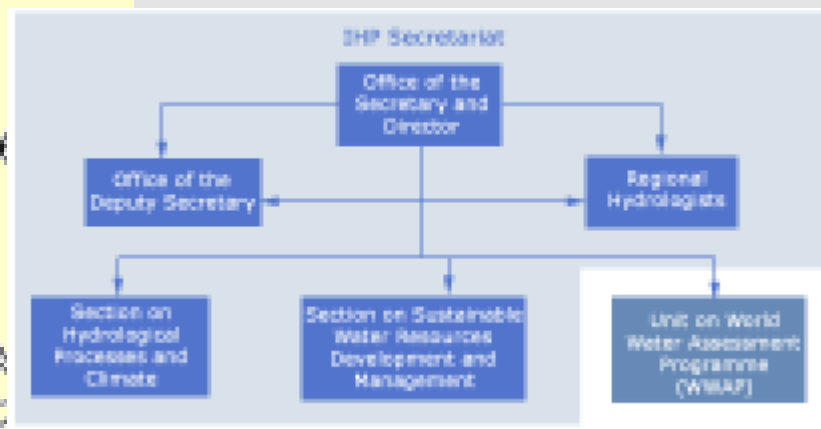 IHP Secretariat
Office of the
Secretary and
Director
Office of the
Deputy Secretary
Regional
Hydrologists
Section on
Hydrological
Processes and
Climate
Section on Sustainable
Water Resources
Development and
Management
Unit on World
Water Assessment
Programme
(WWAP)